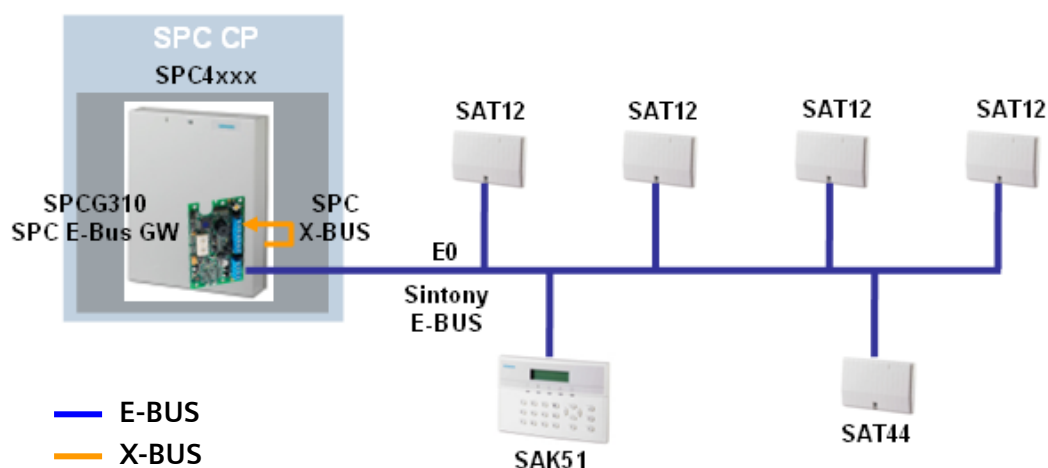 SPC CP
SPC4xxx
SPCG310
SPC E-Bus GW
SPC
X-BUS
E0
Sintony
E-BUS
SAT12
SAT12
SAT12
SAT12
SAK51
SAT44
E-BUS
X-BUS